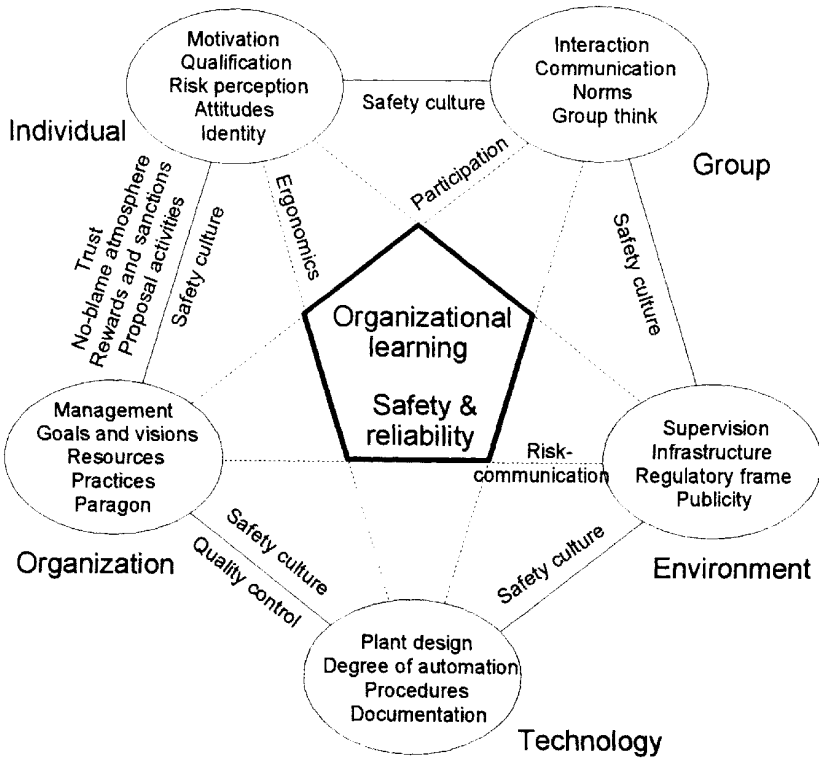 Motivation
Qualification
Risk perception
Attitudes
Identity
Individual
Interaction
Communication
Norms
Group think
Group
Safety culture
Participation
Ergonomics
Trust
No-blame atmosphere
Rewards and sanctions
Proposal activities
Safety culture
Safety culture
Organizational
learning
Safety &
reliability
Management
Goals and visions
Resources
Practices
Paragon
Organization
Supervision
Infrastructure
Regulatory frame
Publicity
Environment
Risk-
communication
Safety culture
Quality control
Safety culture
Plant design
Degree of automation
Procedures
Documentation
Technology